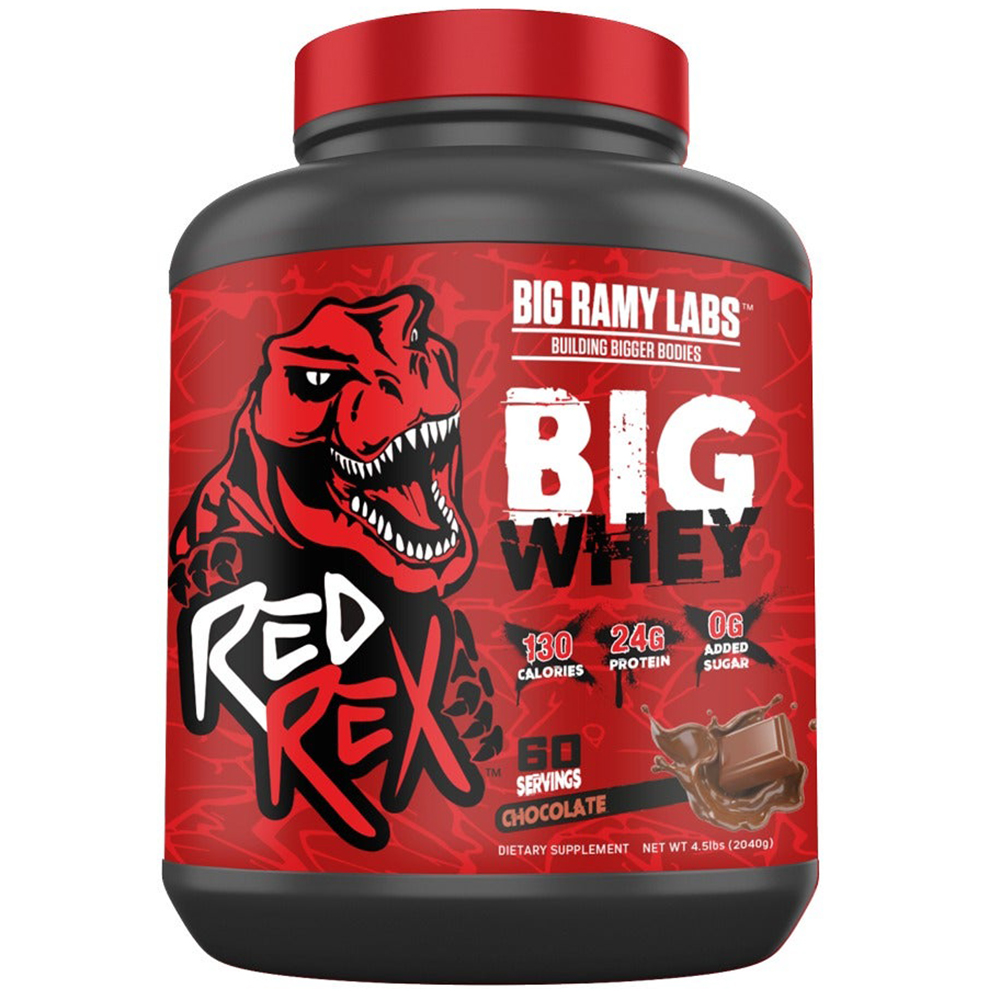 BIG RAMY LABS™
BUILDING BIGGER BODIES
BIG
WHEY
RED
REX™
130
CALORIES
24G
PROTEIN
0G
ADDED
SUGAR
60
SERVINGS
CHOCOLATE
DIETARY SUPPLEMENT NET WT 4.5lbs (2040g)